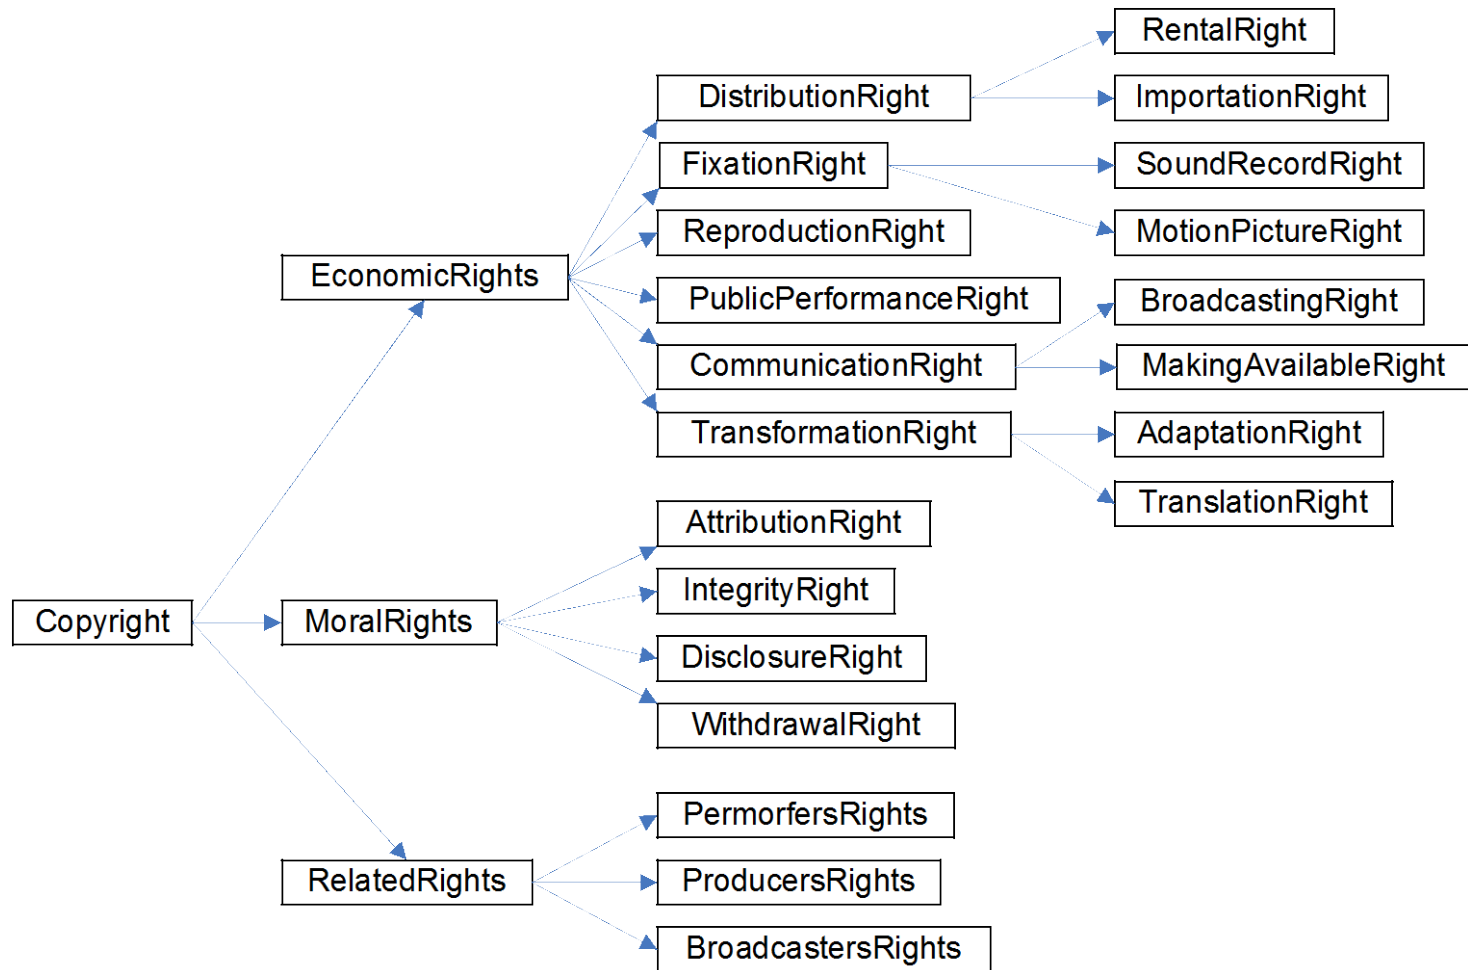 RentalRight
DistributionRight
ImportationRight
FixationRight
SoundRecordRight
ReproductionRight
MotionPictureRight
EconomicRights
PublicPerformanceRight
BroadcastingRight
CommunicationRight
MakingAvailableRight
TransformationRight
AdaptationRight
TranslationRight
AttributionRight
IntegrityRight
Copyright
MoralRights
DisclosureRight
WithdrawalRight
PermorfersRights
RelatedRights
ProducersRights
BroadcastersRights